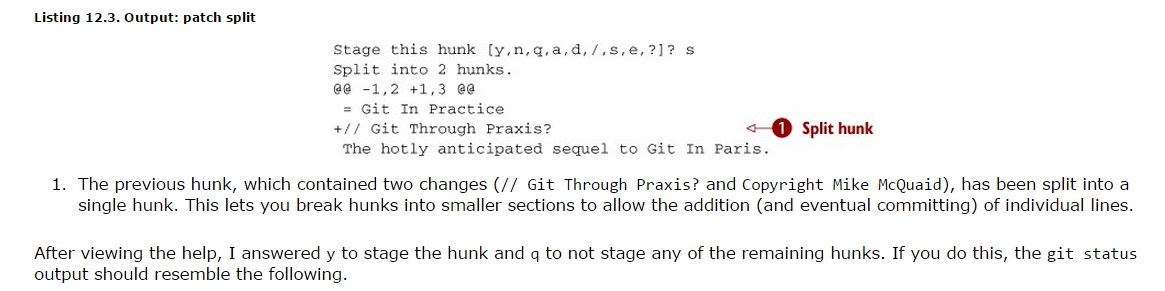 Listing 12.3. Output: patch split
Stage this hunk [y,n,q,a,d,/,s,e,?]? s
Split into 2 hunks.
@@ -1,2 +1,3 @@
= Git In Practice
+// Git Through Praxis?
1 Split hunk
The hotly anticipated sequel to Git In Paris.
1. The previous hunk, which contained two changes (// Git Through Praxis? and Copyright Mike McQuaid), has been split into a
single hunk. This lets you break hunks into smaller sections to allow the addition (and eventual committing) of individual lines.
After viewing the help, I answered y to stage the hunk and q to not stage any of the remaining hunks. If you do this, the git status
output should resemble the following.